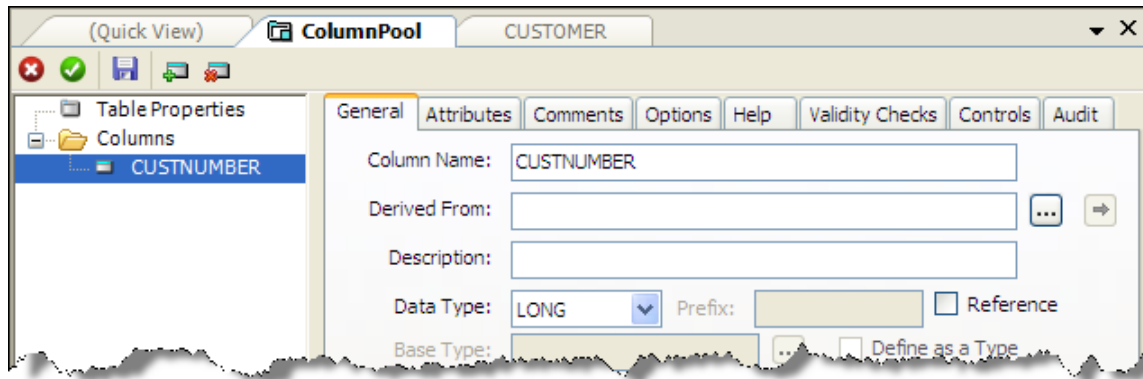 (Quick View) ColumnPool CUSTOMER
Table Properties
Columns
CUSTNUMBER
General Attributes Comments Options Help Validity Checks Controls Audit
Column Name: CUSTNUMBER
Derived From: ...
Description:
Data Type: LONG Prefix: Reference
Base Type: ... Define as a Type